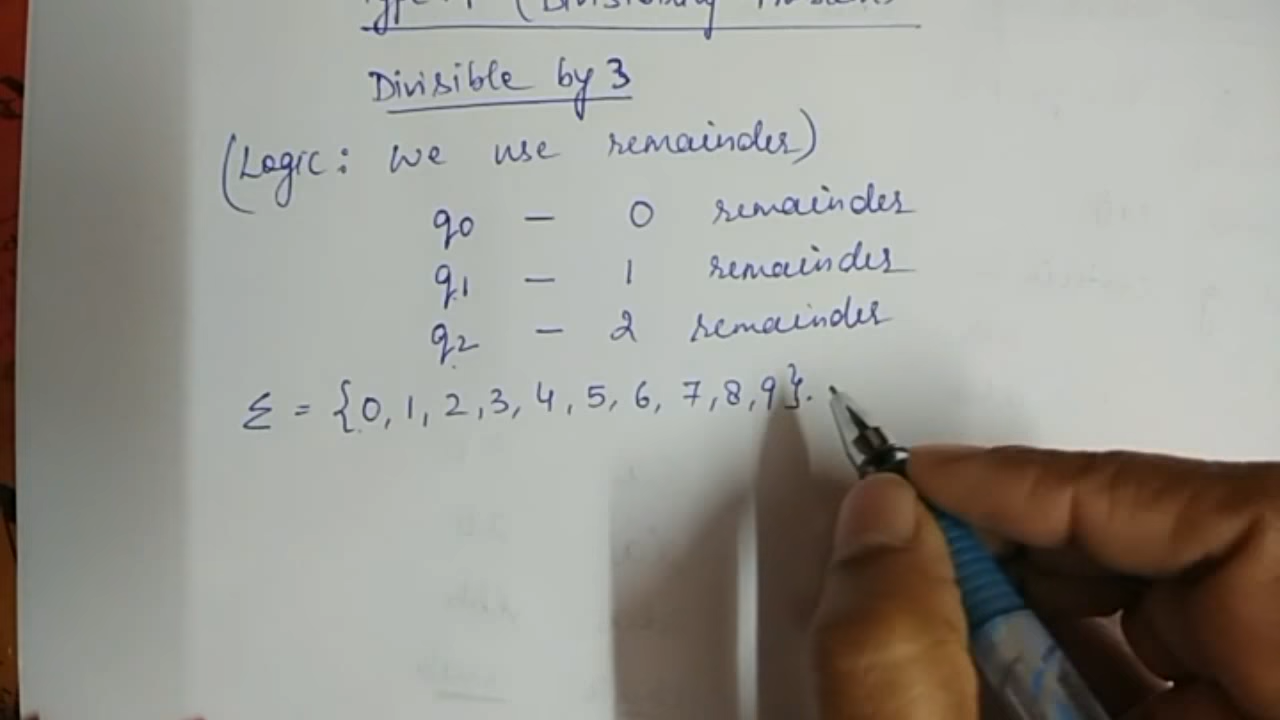 Divisible by 3
(Logic: we use remainder)
q0 – 0 remainder
q1 – 1 remainder
q2 – 2 remainder
Σ = {0, 1, 2, 3, 4, 5, 6, 7, 8, 9}.